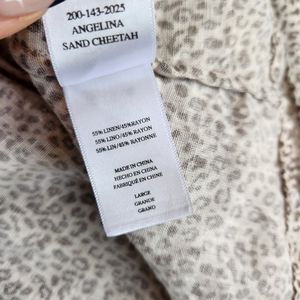 200-143-2025
ANGELINA
SAND CHEETAH
55% LINEN/45% RAYON
55% LINO/45% RAYON
55% LIN/45% RAYONNE
MADE IN CHINA
HECHO EN CHINA
FABRIQUÉ EN CHINE
LARGE
GRANDE
GRAND